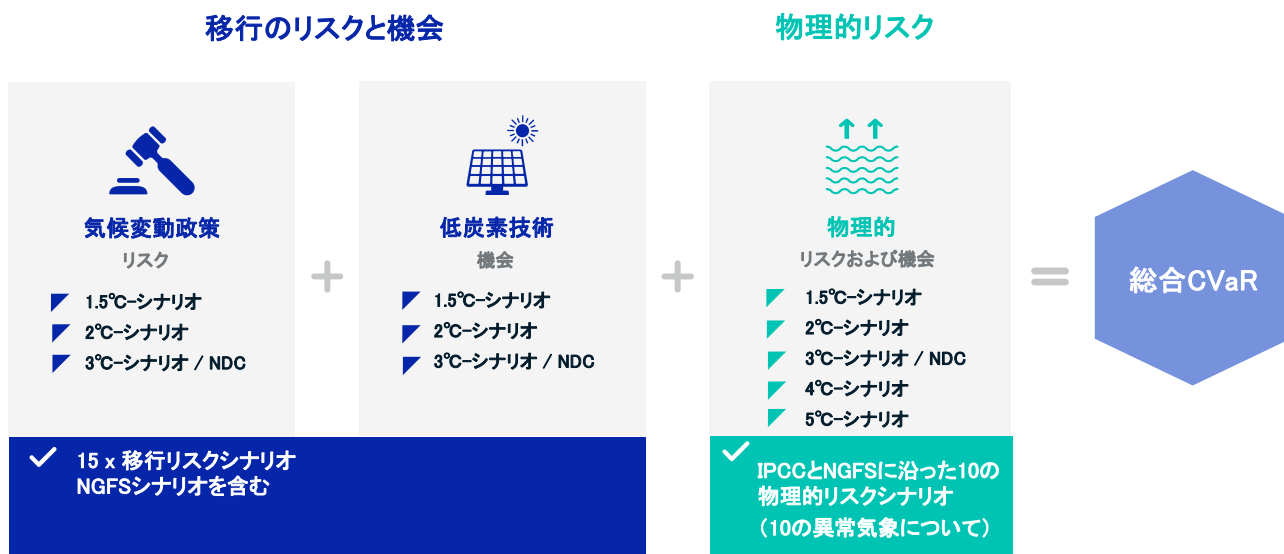 移行のリスクと機会
物理的リスク
気候変動政策
リスク
1.5℃-シナリオ
2℃-シナリオ
3℃-シナリオ / NDC
+
低炭素技術
機会
1.5℃-シナリオ
2℃-シナリオ
3℃-シナリオ / NDC
+
物理的
リスクおよび機会
1.5℃-シナリオ
2℃-シナリオ
3℃-シナリオ / NDC
4℃-シナリオ
5℃-シナリオ
=
総合CVaR
15 x 移行リスクシナリオ
NGFSシナリオを含む
IPCCとNGFSに沿った10の
物理的リスクシナリオ
（10の異常気象について）